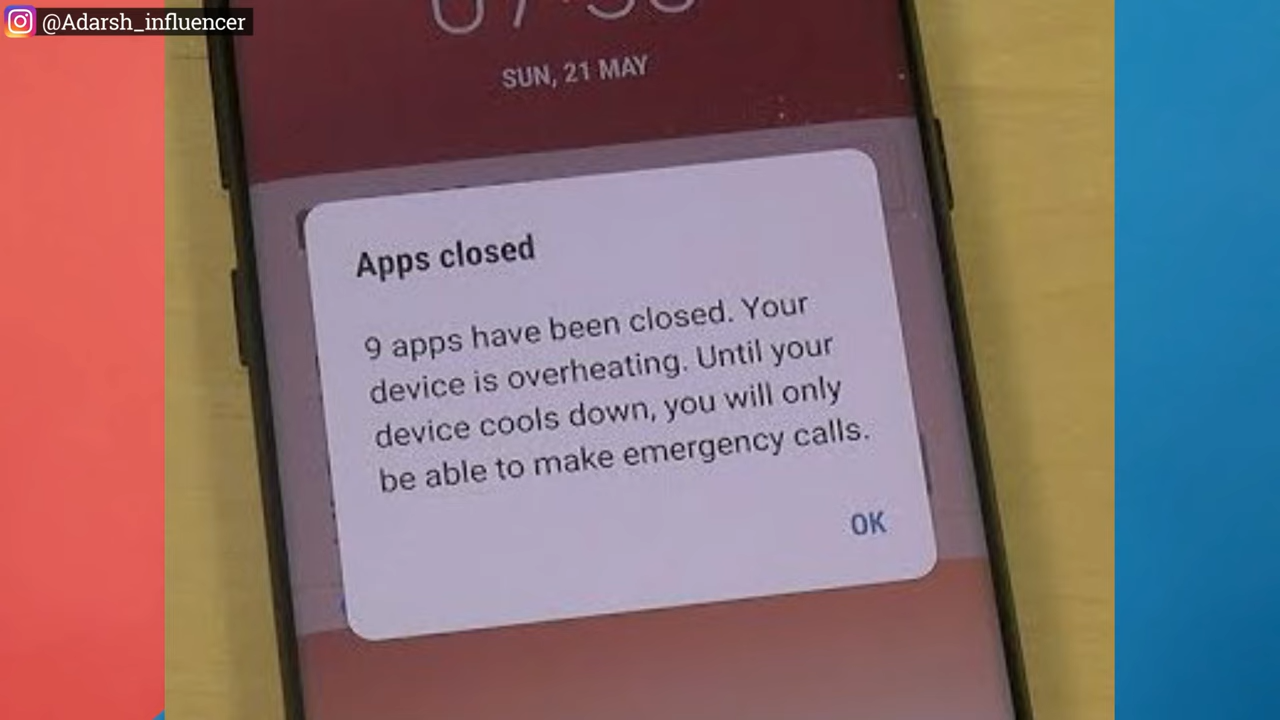 @Adarsh_influencer
SUN, 21 MAY
Apps closed
9 apps have been closed. Your
device is overheating. Until your
device cools down, you will only
be able to make emergency calls.
OK